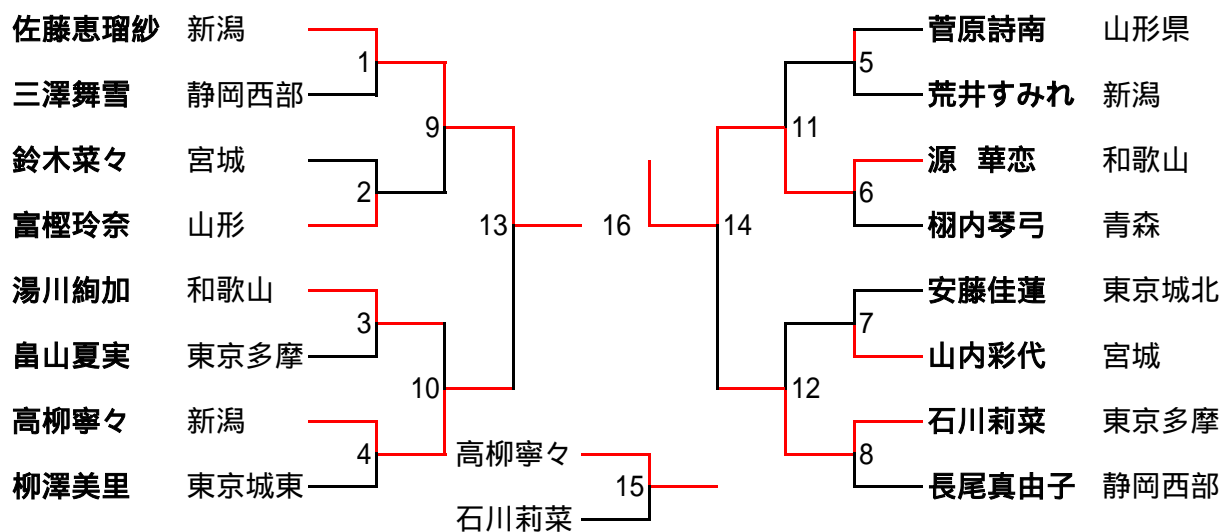 佐藤恵瑠紗 新潟
1
三澤舞雪 静岡西部
9
鈴木菜々 宮城
2
富樫玲奈 山形
13
湯川絢加 和歌山
3
畠山夏実 東京多摩
10
高柳寧々 新潟
4
柳澤美里 東京城東
16
高柳寧々
15
石川莉菜
菅原詩南 山形県
5
荒井すみれ 新潟
11
源 華恋 和歌山
6
栩内琴弓 青森
14
安藤佳蓮 東京城北
7
山内彩代 宮城
12
石川莉菜 東京多摩
8
長尾真由子 静岡西部